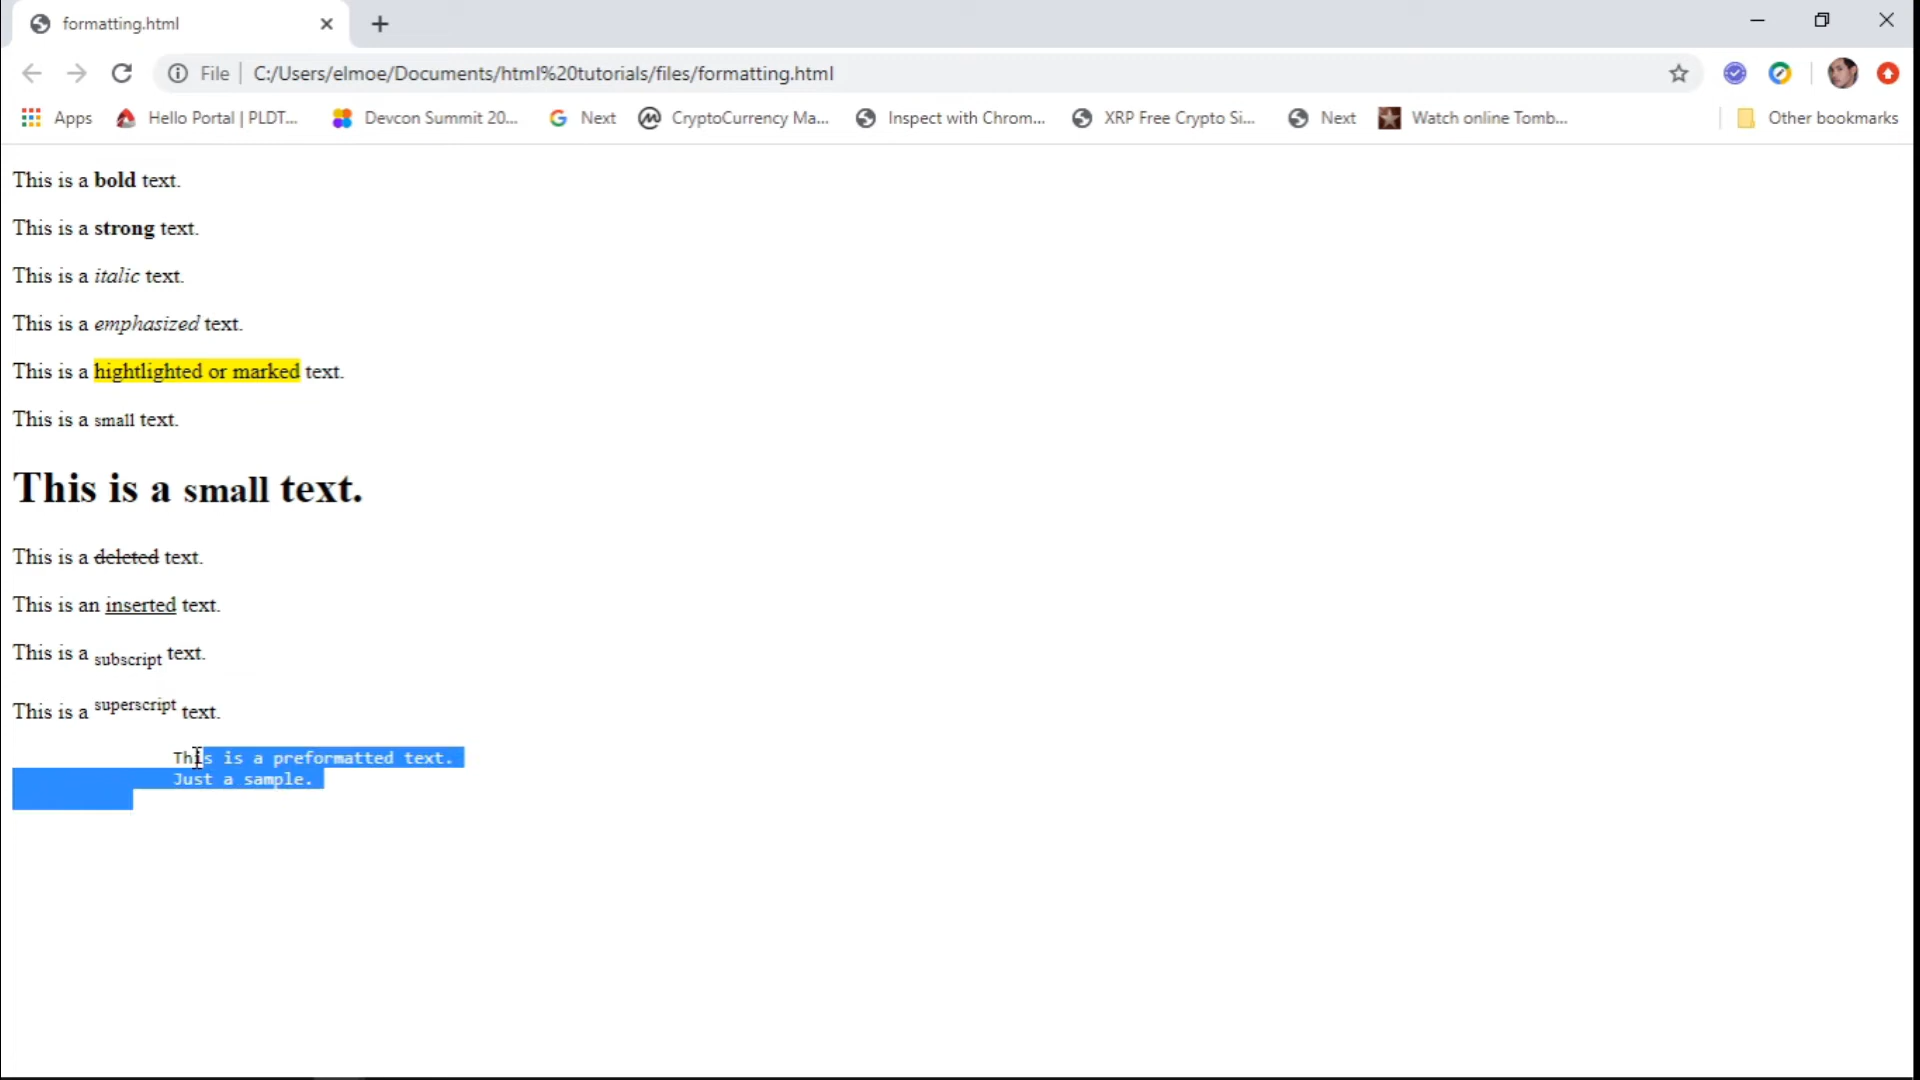 formatting.html
File C:/Users/elmoe/Documents/html%20tutorials/files/formatting.html
Apps Hello Portal | PLDT... Devcon Summit 20... Next CryptoCurrency Ma... Inspect with Chrom... XRP Free Crypto Si... Next Watch online Tomb... Other bookmarks
This is a bold text.
This is a strong text.
This is a italic text.
This is a emphasized text.
This is a hightlighted or marked text.
This is a small text.
This is a small text.
This is a deleted text.
This is an inserted text.
This is a subscript text.
This is a superscript text.
This is a preformatted text.
Just a sample.